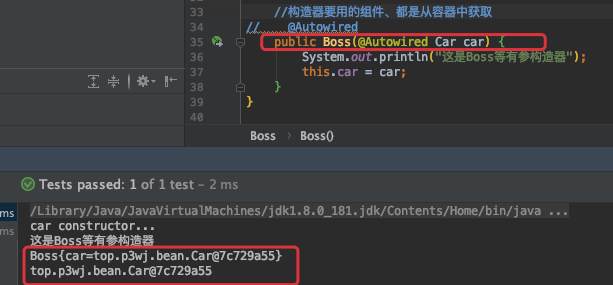 33
//构造器要用的组件、都是从容器中获取
34
// @Autowired
35
public Boss(@Autowired Car car) {
36
System.out.println("这是Boss等有参构造器");
37
this.car = car;
38
}
39
}
40
Boss > Boss()
Tests passed: 1 of 1 test – 2 ms
ms
/Library/Java/JavaVirtualMachines/jdk1.8.0_181.jdk/Contents/Home/bin/java ...
ms
car constructor...
这是Boss等有参构造器
Boss{car=top.p3wj.bean.Car@7c729a55}
top.p3wj.bean.Car@7c729a55